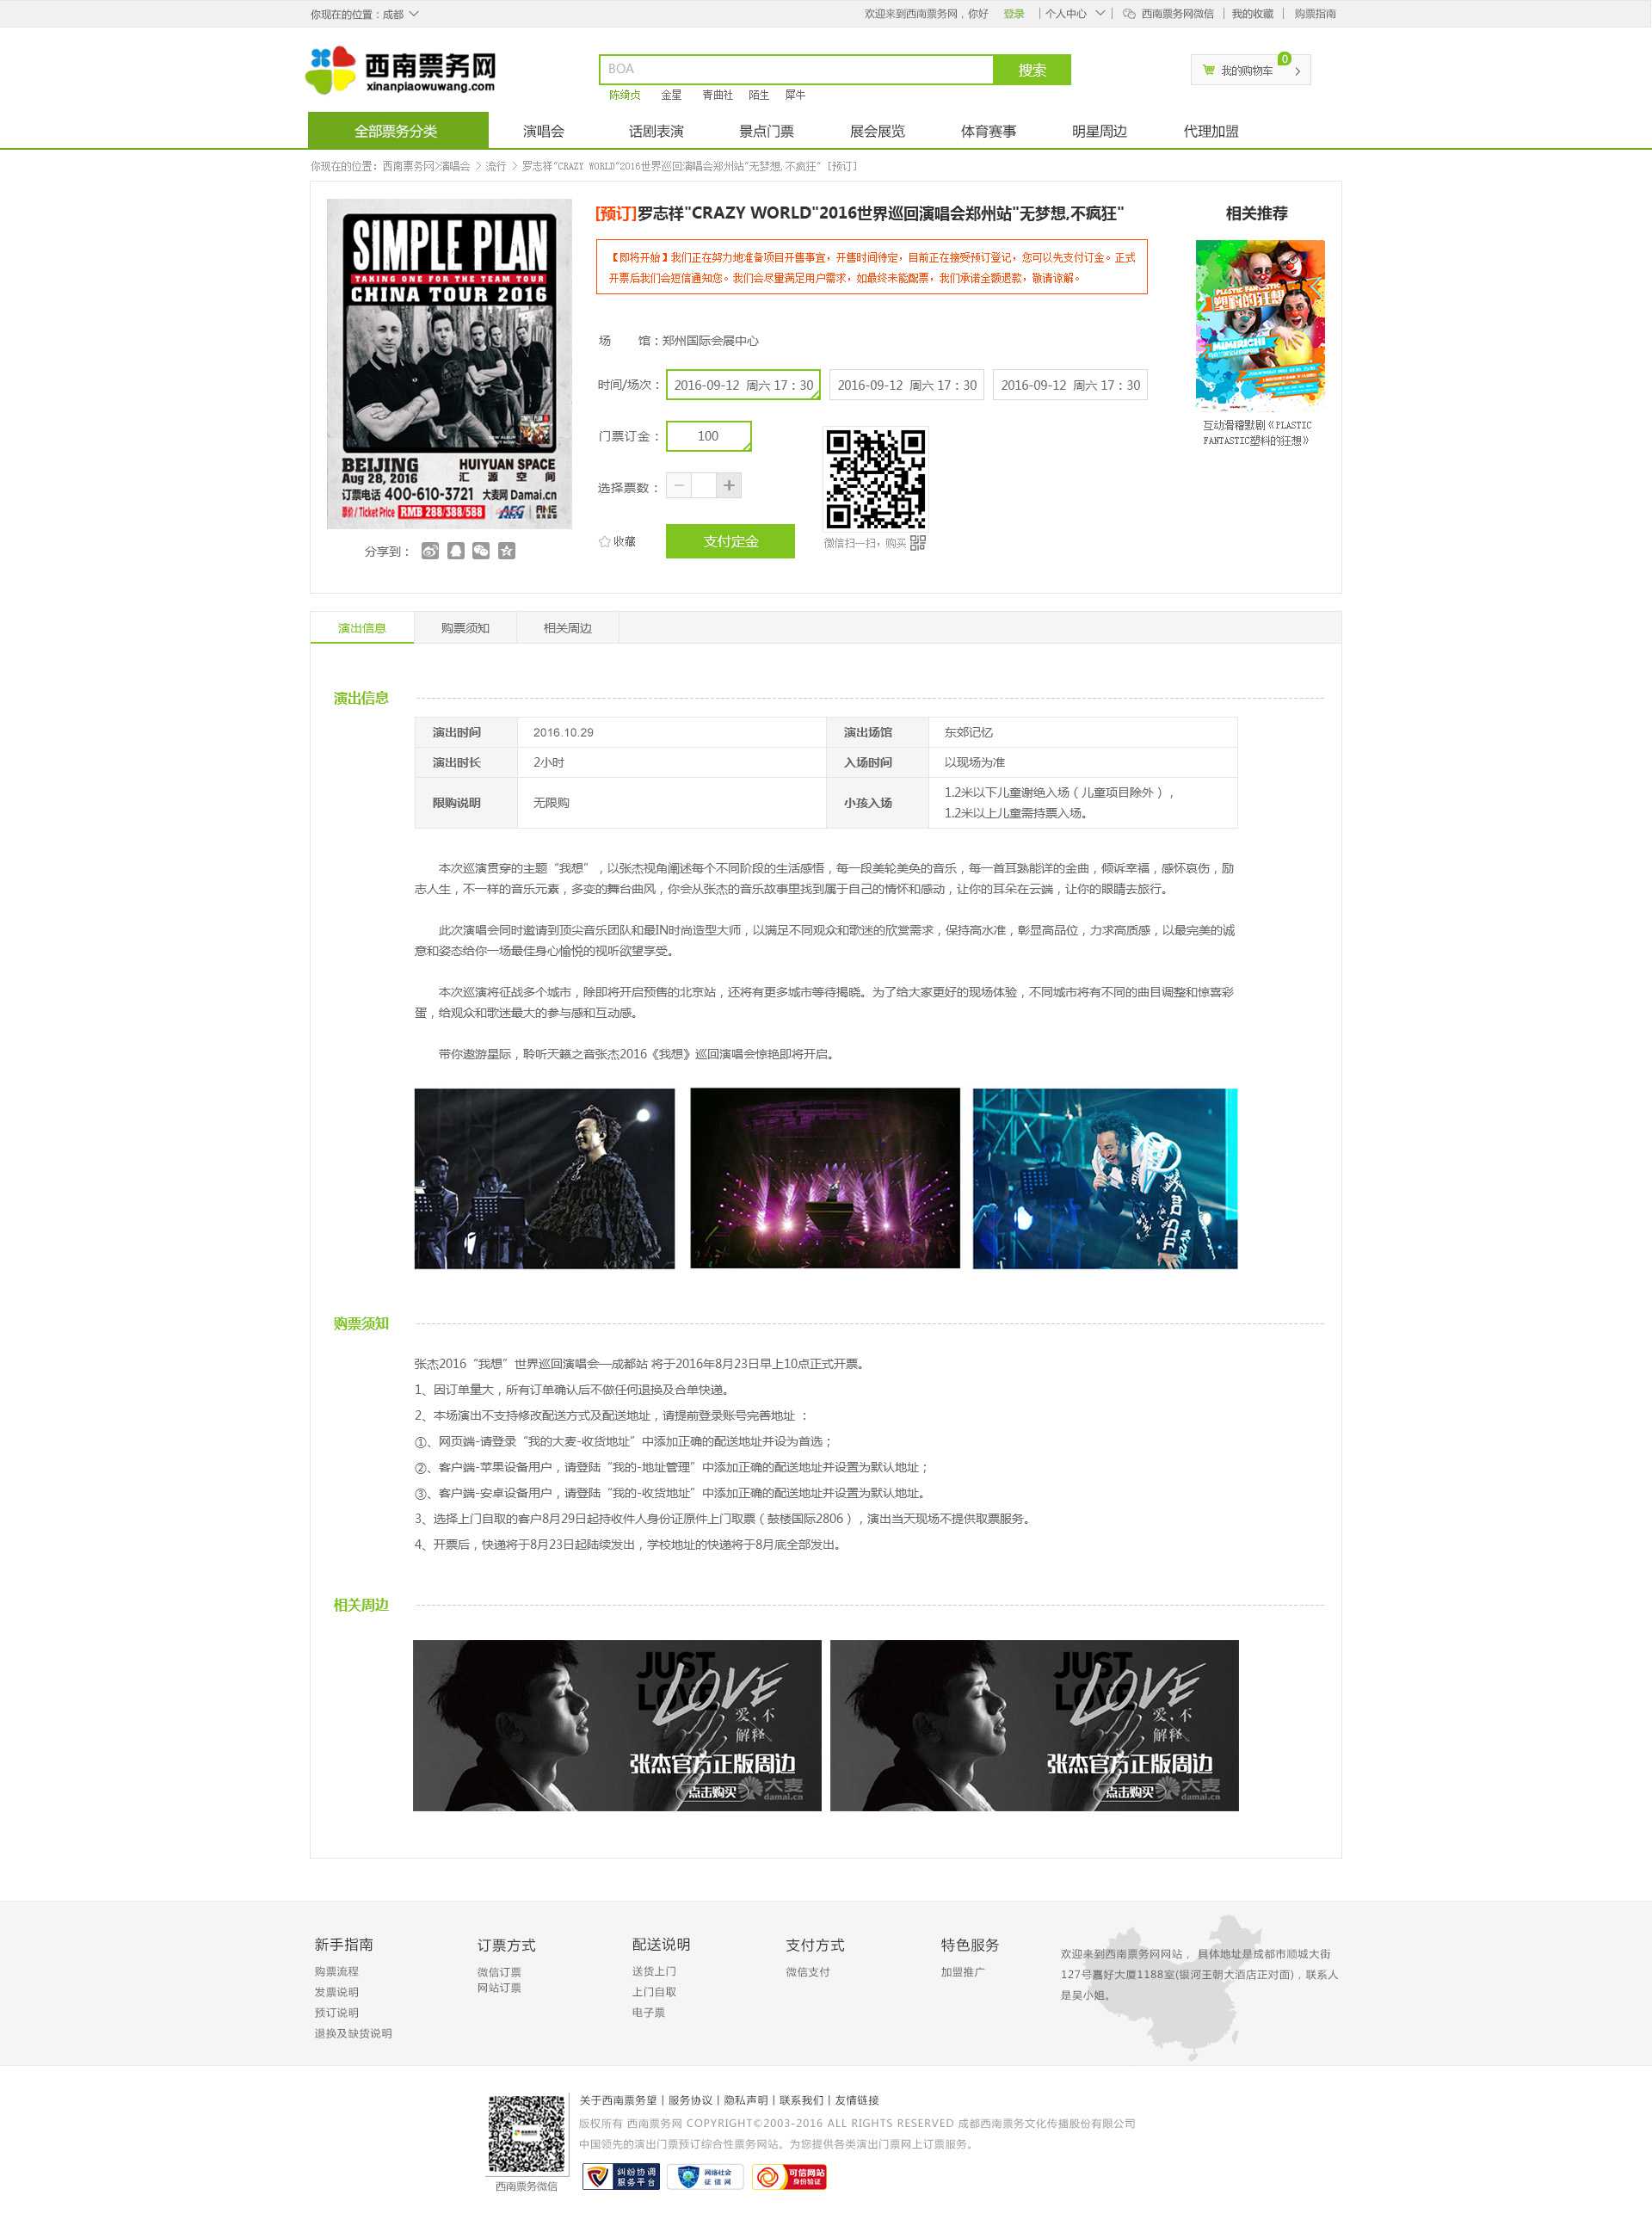 你现在的位置：成都
欢迎来到西南票务网，你好 登录 | 个人中心 | 西南票务网微信 | 我的收藏 | 购票指南
西南票务网
xinanpiaowuwang.com
BOA
搜索
我的购物车
0
陈绮贞 金星 青曲社 陌生 犀牛
全部票务分类 演唱会 话剧表演 景点门票 展会展览 体育赛事 明星周边 代理加盟
你现在的位置：西南票务网>演唱会 > 流行 > 罗志祥"CRAZY WORLD"2016世界巡回演唱会郑州站"无梦想,不疯狂" [预订]
SIMPLE PLAN
TAKING ONE FOR THE TEAM TOUR
CHINA TOUR 2016
BEIJING
Aug 28, 2016
HUIYUAN SPACE
汇源空间
订票电话 400-610-3721 大麦网 Damai.cn
票价/Ticket Price RMB 288/388/588
AEG
分享到：
[预订]罗志祥"CRAZY WORLD"2016世界巡回演唱会郑州站"无梦想,不疯狂"
【即将开始】我们正在努力地准备项目开售事宜，开售时间待定，目前正在接受预订登记，您可以先支付订金。正式
开票后我们会短信通知您。我们会尽量满足用户需求，如最终未能配票，我们承诺全额退款，敬请谅解。
场 馆：郑州国际会展中心
时间/场次： 2016-09-12 周六 17：30 2016-09-12 周六 17：30 2016-09-12 周六 17：30
门票订金： 100
选择票数： − +
收藏 支付定金
微信扫一扫，购买
相关推荐
PLASTIC FANTASTIC
塑料的狂想
MIMIRICHI
互动滑稽默剧《PLASTIC
FANTASTIC塑料的狂想》
演出信息 购票须知 相关周边
演出信息
演出时间 2016.10.29 演出场馆 东郊记忆
演出时长 2小时 入场时间 以现场为准
限购说明 无限购 小孩入场 1.2米以下儿童谢绝入场（儿童项目除外），
1.2米以上儿童需持票入场。
本次巡演贯穿的主题“我想”，以张杰视角阐述每个不同阶段的生活感悟，每一段美轮美奂的音乐，每一首耳熟能详的金曲，倾诉幸福，感怀哀伤，励
志人生，不一样的音乐元素，多变的舞台曲风，你会从张杰的音乐故事里找到属于自己的情怀和感动，让你的耳朵在云端，让你的眼睛去旅行。
此次演唱会同时邀请到顶尖音乐团队和最IN时尚造型大师，以满足不同观众和歌迷的欣赏需求，保持高水准，彰显高品位，力求高质感，以最完美的诚
意和姿态给你一场最佳身心愉悦的视听欲望享受。
本次巡演将征战多个城市，除即将开启预售的北京站，还将有更多城市等待揭晓。为了给大家更好的现场体验，不同城市将有不同的曲目调整和惊喜彩
蛋，给观众和歌迷最大的参与感和互动感。
带你遨游星际，聆听天籁之音张杰2016《我想》巡回演唱会惊艳即将开启。
购票须知
张杰2016“我想”世界巡回演唱会—成都站 将于2016年8月23日早上10点正式开票。
1、因订单量大，所有订单确认后不做任何退换及合单快递。
2、本场演出不支持修改配送方式及配送地址，请提前登录账号完善地址 ：
①、网页端-请登录“我的大麦-收货地址”中添加正确的配送地址并设为首选；
②、客户端-苹果设备用户，请登陆“我的-地址管理”中添加正确的配送地址并设置为默认地址；
③、客户端-安卓设备用户，请登陆“我的-收货地址”中添加正确的配送地址并设置为默认地址。
3、选择上门自取的客户8月29日起持收件人身份证原件上门取票（鼓楼国际2806），演出当天现场不提供取票服务。
4、开票后，快递将于8月23日起陆续发出，学校地址的快递将于8月底全部发出。
相关周边
JUST LOVE
LOVE
爱,不解释
张杰官方正版周边
点击购买
大麦
damai.cn
JUST LOVE
LOVE
爱,不解释
张杰官方正版周边
点击购买
大麦
damai.cn
新手指南
购票流程
发票说明
预订说明
退换及缺货说明
订票方式
微信订票
网站订票
配送说明
送货上门
上门自取
电子票
支付方式
微信支付
特色服务
加盟推广
欢迎来到西南票务网网站， 具体地址是成都市顺城大街
127号嘉好大厦1188室(银河王朝大酒店正对面)，联系人
是吴小姐。
西南票务微信
关于西南票务望 | 服务协议 | 隐私声明 | 联系我们 | 友情链接
版权所有 西南票务网 COPYRIGHT©2003-2016 ALL RIGHTS RESERVED 成都西南票务文化传播股份有限公司
中国领先的演出门票预订综合性票务网站。为您提供各类演出门票网上订票服务。
纠纷协调
服务平台
网络社会
征信网
可信网站
身份验证